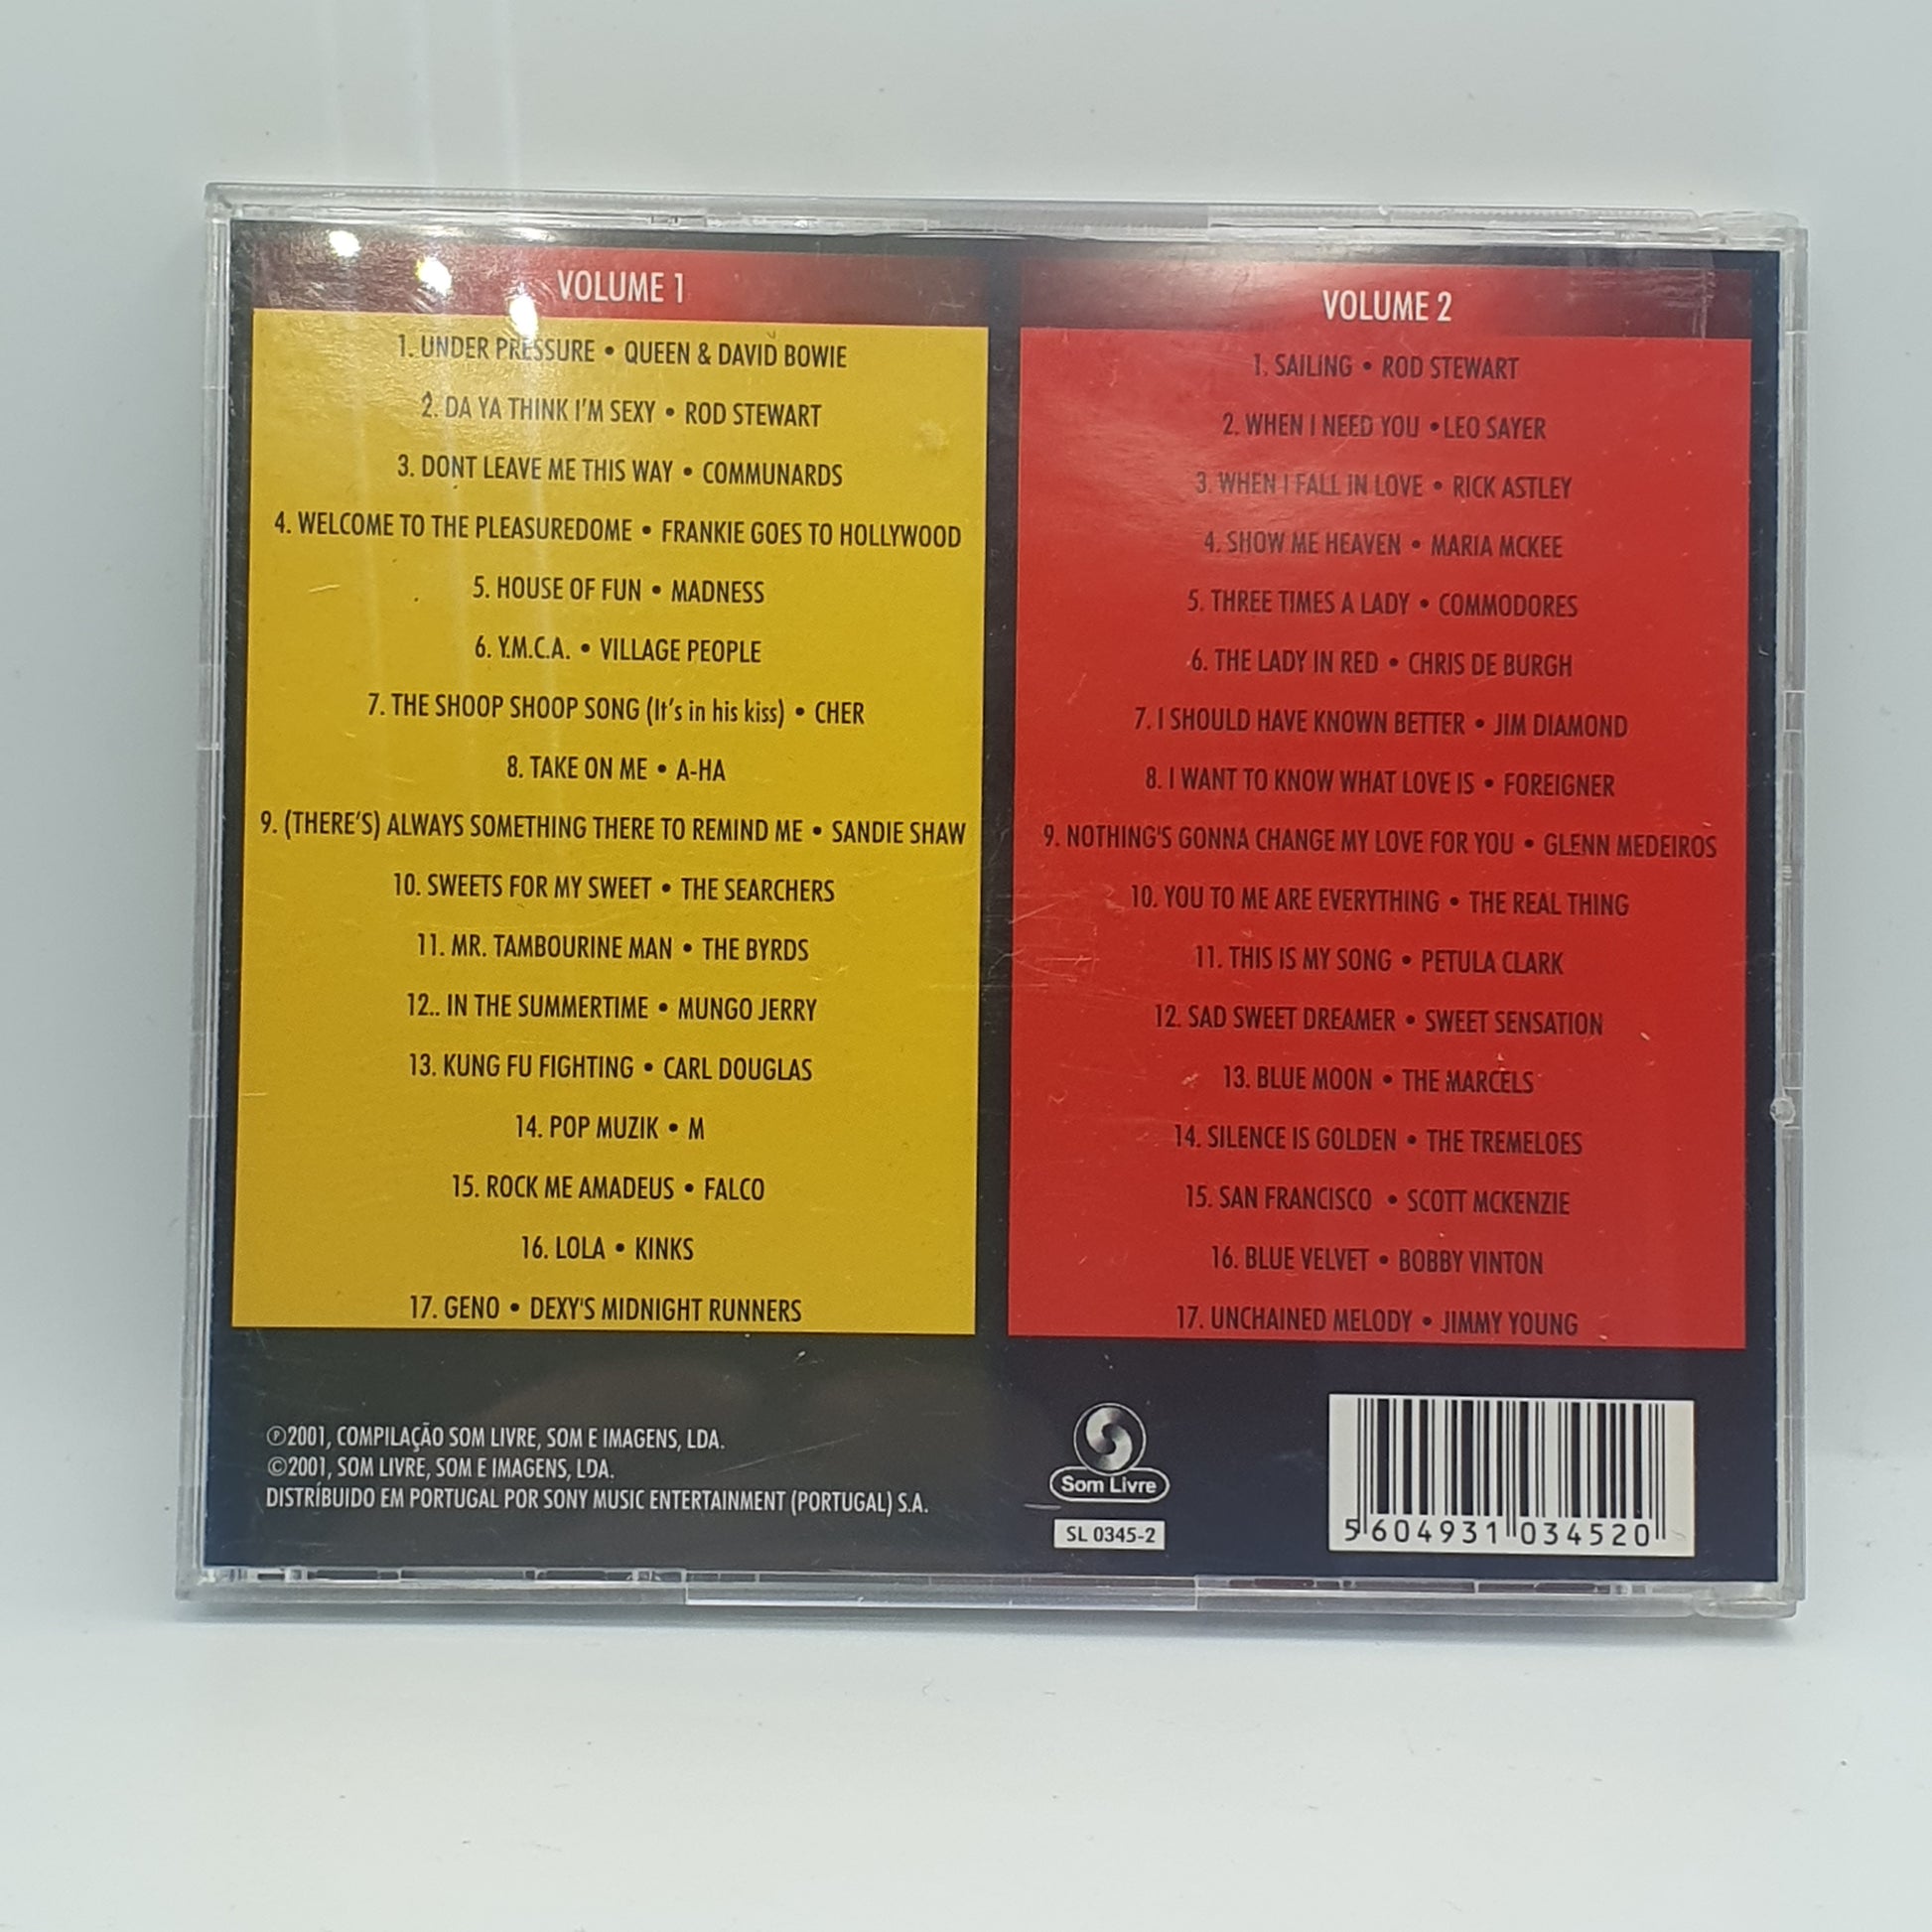 VOLUME 1
1. UNDER PRESSURE • QUEEN & DAVID BOWIE
2. DA YA THINK I'M SEXY • ROD STEWART
3. DONT LEAVE ME THIS WAY • COMMUNARDS
4. WELCOME TO THE PLEASUREDOME • FRANKIE GOES TO HOLLYWOOD
5. HOUSE OF FUN • MADNESS
6. Y.M.C.A. • VILLAGE PEOPLE
7. THE SHOOP SHOOP SONG (It's in his kiss) • CHER
8. TAKE ON ME • A-HA
9. (THERE'S) ALWAYS SOMETHING THERE TO REMIND ME • SANDIE SHAW
10. SWEETS FOR MY SWEET • THE SEARCHERS
11. MR. TAMBOURINE MAN • THE BYRDS
12.. IN THE SUMMERTIME • MUNGO JERRY
13. KUNG FU FIGHTING • CARL DOUGLAS
14. POP MUZIK • M
15. ROCK ME AMADEUS • FALCO
16. LOLA • KINKS
17. GENO • DEXY'S MIDNIGHT RUNNERS
VOLUME 2
1. SAILING • ROD STEWART
2. WHEN I NEED YOU • LEO SAYER
3. WHEN I FALL IN LOVE • RICK ASTLEY
4. SHOW ME HEAVEN • MARIA MCKEE
5. THREE TIMES A LADY • COMMODORES
6. THE LADY IN RED • CHRIS DE BURGH
7. I SHOULD HAVE KNOWN BETTER • JIM DIAMOND
8. I WANT TO KNOW WHAT LOVE IS • FOREIGNER
9. NOTHING'S GONNA CHANGE MY LOVE FOR YOU • GLENN MEDEIROS
10. YOU TO ME ARE EVERYTHING • THE REAL THING
11. THIS IS MY SONG • PETULA CLARK
12. SAD SWEET DREAMER • SWEET SENSATION
13. BLUE MOON • THE MARCELS
14. SILENCE IS GOLDEN • THE TREMELOES
15. SAN FRANCISCO • SCOTT MCKENZIE
16. BLUE VELVET • BOBBY VINTON
17. UNCHAINED MELODY • JIMMY YOUNG
℗2001, COMPILAÇÃO SOM LIVRE, SOM E IMAGENS, LDA.
©2001, SOM LIVRE, SOM E IMAGENS, LDA.
DISTRÍBUIDO EM PORTUGAL POR SONY MUSIC ENTERTAINMENT (PORTUGAL) S.A.
Som Livre
SL 0345-2
5 604931 034520